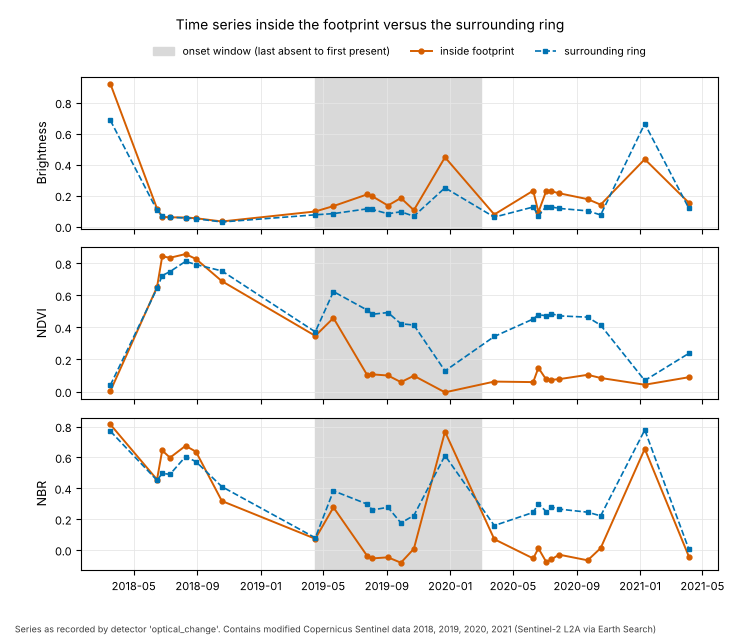 Time series inside the footprint versus the surrounding ring
onset window (last absent to first present) inside footprint surrounding ring
Brightness
0.8
0.6
0.4
0.2
0.0
NDVI
0.8
0.6
0.4
0.2
0.0
NBR
0.8
0.6
0.4
0.2
0.0
2018-05 2018-09 2019-01 2019-05 2019-09 2020-01 2020-05 2020-09 2021-01 2021-05
Series as recorded by detector 'optical_change'. Contains modified Copernicus Sentinel data 2018, 2019, 2020, 2021 (Sentinel-2 L2A via Earth Search)